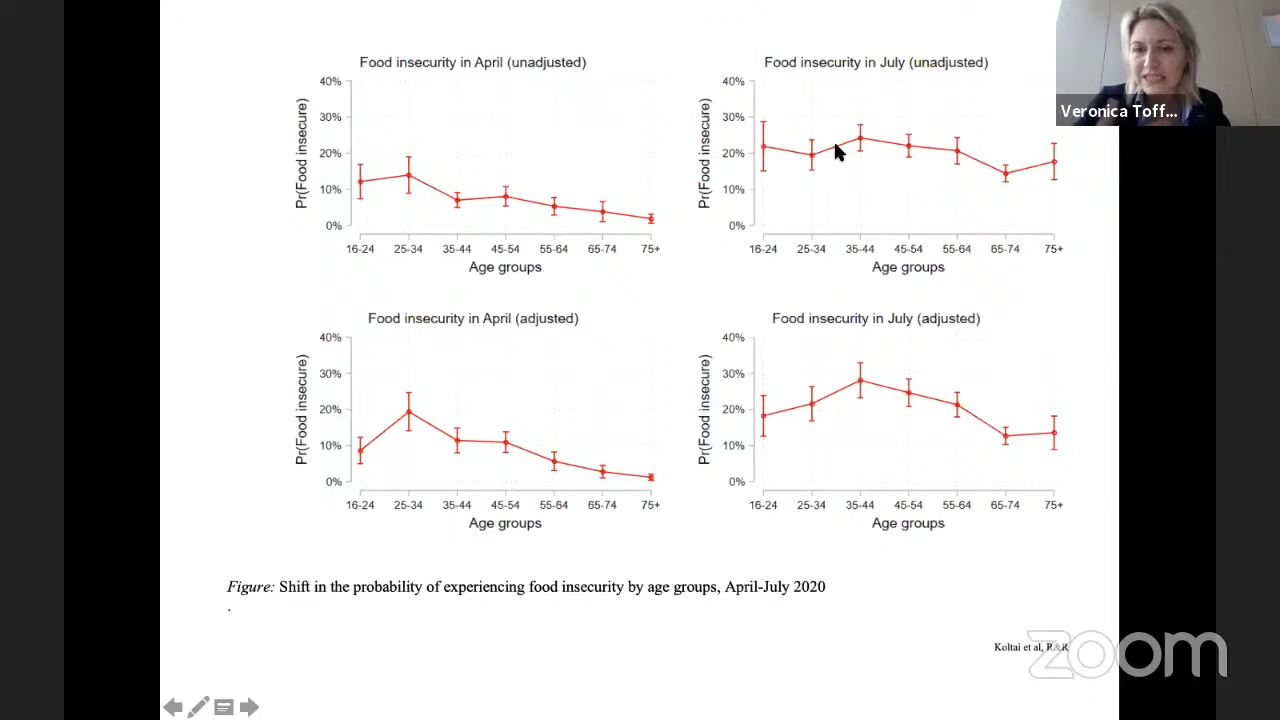 Food insecurity in April (unadjusted)
40%
30%
20%
10%
0%
Pr(Food insecure)
16-24 25-34 35-44 45-54 55-64 65-74 75+
Age groups
Food insecurity in July (unadjusted)
40%
30%
20%
10%
0%
Pr(Food insecure)
16-24 25-34 35-44 45-54 55-64 65-74 75+
Age groups
Veronica Toff...
Food insecurity in April (adjusted)
40%
30%
20%
10%
0%
Pr(Food insecure)
16-24 25-34 35-44 45-54 55-64 65-74 75+
Age groups
Food insecurity in July (adjusted)
40%
30%
20%
10%
0%
Pr(Food insecure)
16-24 25-34 35-44 45-54 55-64 65-74 75+
Age groups
Figure: Shift in the probability of experiencing food insecurity by age groups, April-July 2020
.
Koltai et al, R&R
zoom